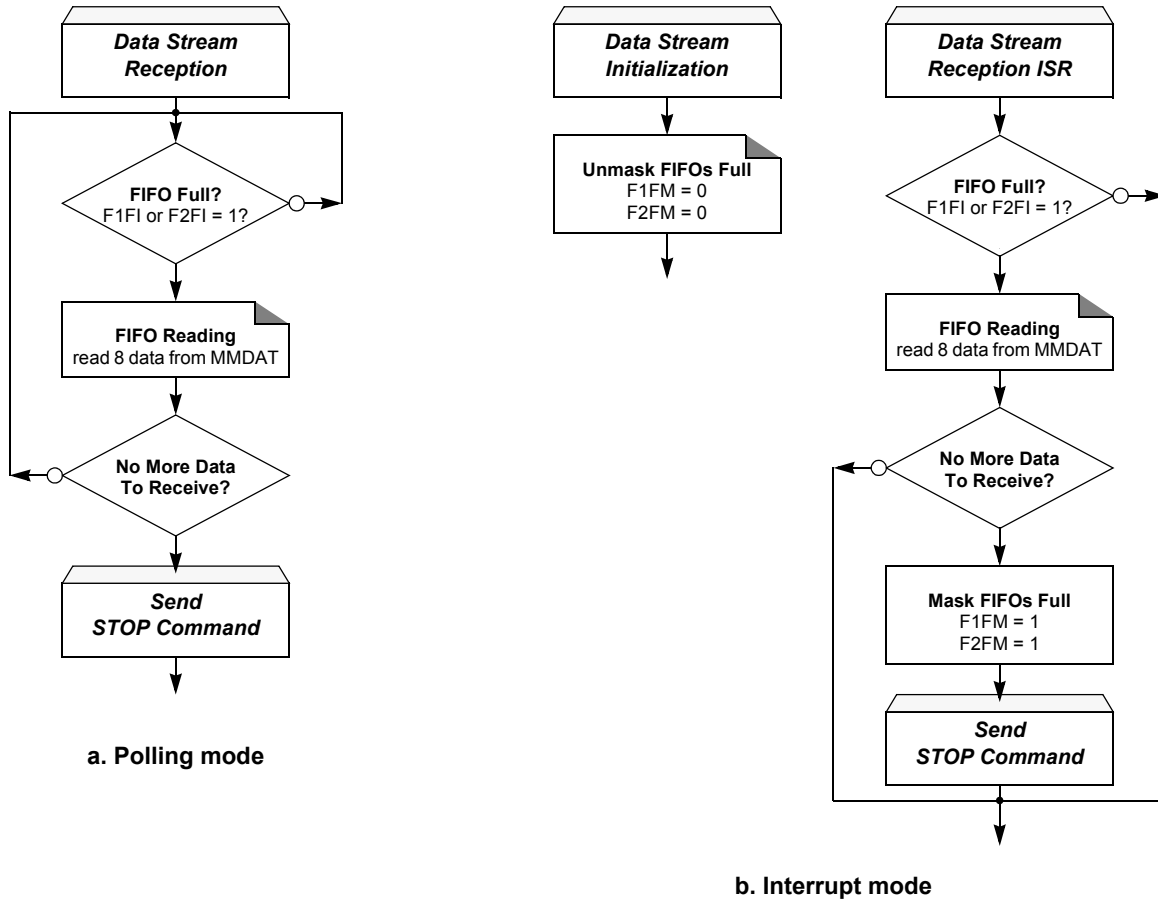 Data Stream
Reception
FIFO Full?
F1FI or F2FI = 1?
FIFO Reading
read 8 data from MMDAT
No More Data
To Receive?
Send
STOP Command
a. Polling mode
Data Stream
Initialization
Unmask FIFOs Full
F1FM = 0
F2FM = 0
Data Stream
Reception ISR
FIFO Full?
F1FI or F2FI = 1?
FIFO Reading
read 8 data from MMDAT
No More Data
To Receive?
Mask FIFOs Full
F1FM = 1
F2FM = 1
Send
STOP Command
b. Interrupt mode